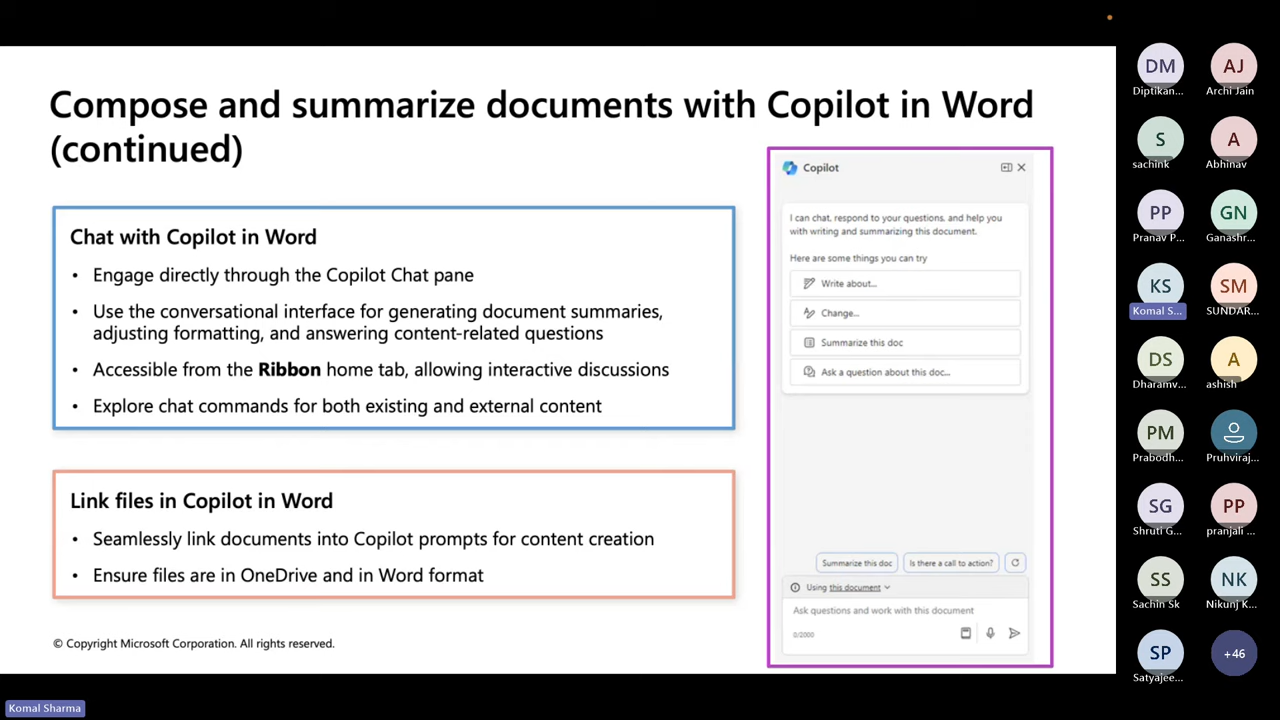 Compose and summarize documents with Copilot in Word
(continued)
Chat with Copilot in Word
• Engage directly through the Copilot Chat pane
• Use the conversational interface for generating document summaries,
adjusting formatting, and answering content-related questions
• Accessible from the Ribbon home tab, allowing interactive discussions
• Explore chat commands for both existing and external content
Link files in Copilot in Word
• Seamlessly link documents into Copilot prompts for content creation
• Ensure files are in OneDrive and in Word format
© Copyright Microsoft Corporation. All rights reserved.
Copilot
I can chat, respond to your questions, and help you
with writing and summarizing this document.
Here are some things you can try
Write about...
Change...
Summarize this doc
Ask a question about this doc...
Summarize this doc
Is there a call to action?
Using this document
Ask questions and work with this document
0/2000
DM
Diptikan...
AJ
Archi Jain
S
sachink
A
Abhinav
PP
Pranav P...
GN
Ganashr...
KS
Komal S...
SM
SUNDAR...
DS
Dharamv...
A
ashish
PM
Prabodh...
Pruhviraj...
SG
Shruti G...
PP
pranjali ...
SS
Sachin Sk
NK
Nikunj K...
SP
Satyajee...
+46
Komal Sharma